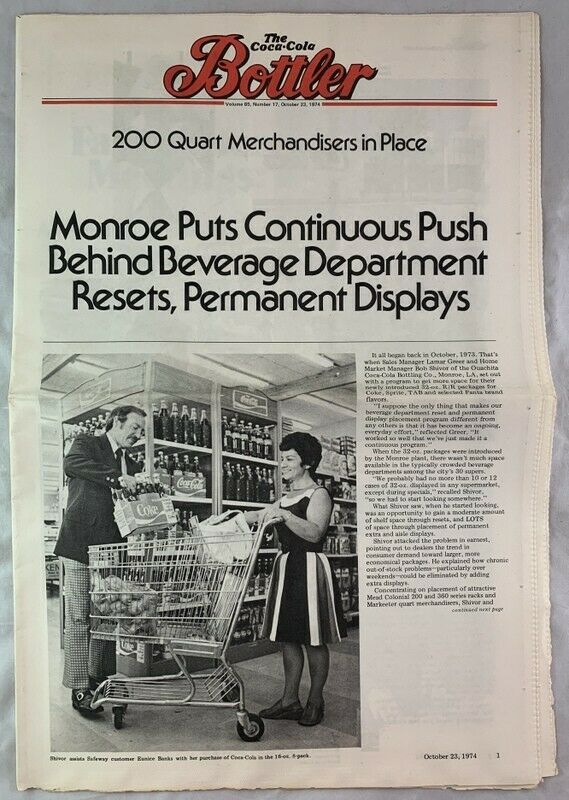 The
Coca-Cola
Bottler
Volume 65, Number 17, October 23, 1974
200 Quart Merchandisers in Place
Monroe Puts Continuous Push
Behind Beverage Department
Resets, Permanent Displays
It all began back in October, 1973. That's
when Sales Manager Lamar Greer and Home
Market Manager Bob Shivor of the Ouachita
Coca-Cola Bottling Co., Monroe, LA, set out
with a program to get more space for their
newly introduced 32-oz. R/R packages for
Coke, Sprite, TAB and selected Fanta brand
flavors.
"I suppose the only thing that makes our
beverage department reset and permanent
display placement program different from
any others is that it has become an ongoing,
everyday effort," reflected Greer. "It
worked so well that we've just made it a
continuous program."
When the 32-oz. packages were introduced
by the Monroe plant, there wasn't much space
available in the typically crowded beverage
departments among the city's 30 supers.
"We probably had no more than 10 or 12
cases of 32-oz. displayed in any supermarket,
except during specials," recalled Shivor,
"so we had to start looking somewhere."
What Shivor saw, when he started looking,
was an opportunity to gain a moderate amount
of shelf space through resets, and LOTS
of space through placement of permanent
extra and aisle displays.
Shivor attacked the problem in earnest,
pointing out to dealers the trend in
consumer demand toward larger, more
economical packages. He explained how chronic
out-of-stock problems—particularly over
weekends—could be eliminated by adding
extra displays.
Concentrating on placement of attractive
Mead Colonial 200 and 360 series racks and
Marketer quart merchandisers, Shivor and
continued next page
Coca-Cola
Coke
Shivor assists Safeway customer Eunice Banks with her purchase of Coca-Cola in the 16-oz. 8-pack.
October 23, 1974 1